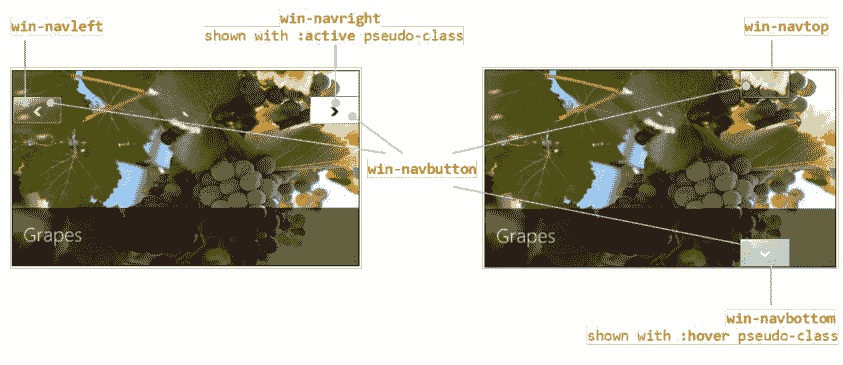 win-navleft
win-navright
shown with :active pseudo-class
win-navtop
win-navbutton
Grapes
Grapes
win-navbottom
shown with :hover pseudo-class